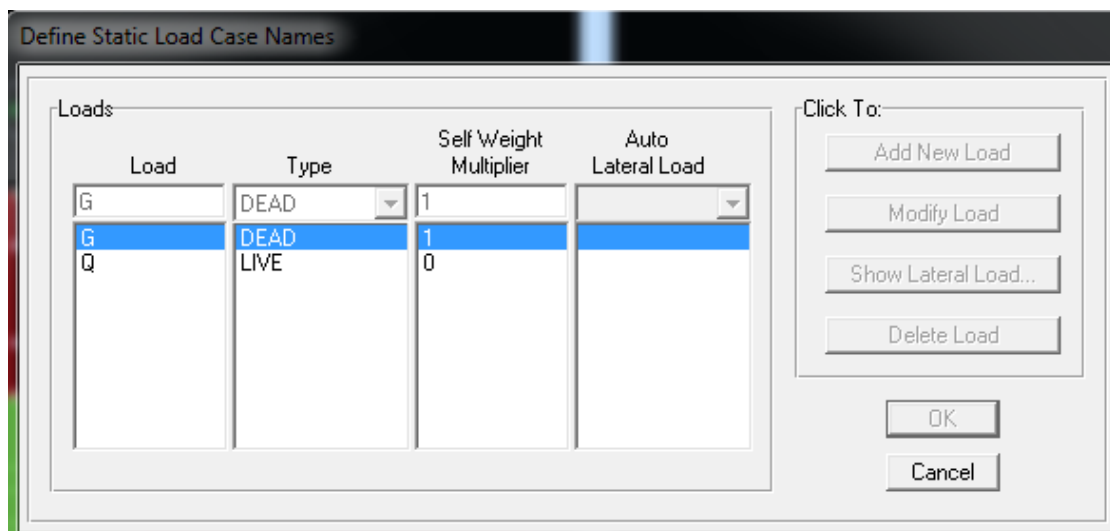 Define Static Load Case Names
Loads
Click To:
Load
Type
Self Weight
Multiplier
Auto
Lateral Load
G
DEAD
1
G
DEAD
1
Q
LIVE
0
Add New Load
Modify Load
Show Lateral Load...
Delete Load
OK
Cancel